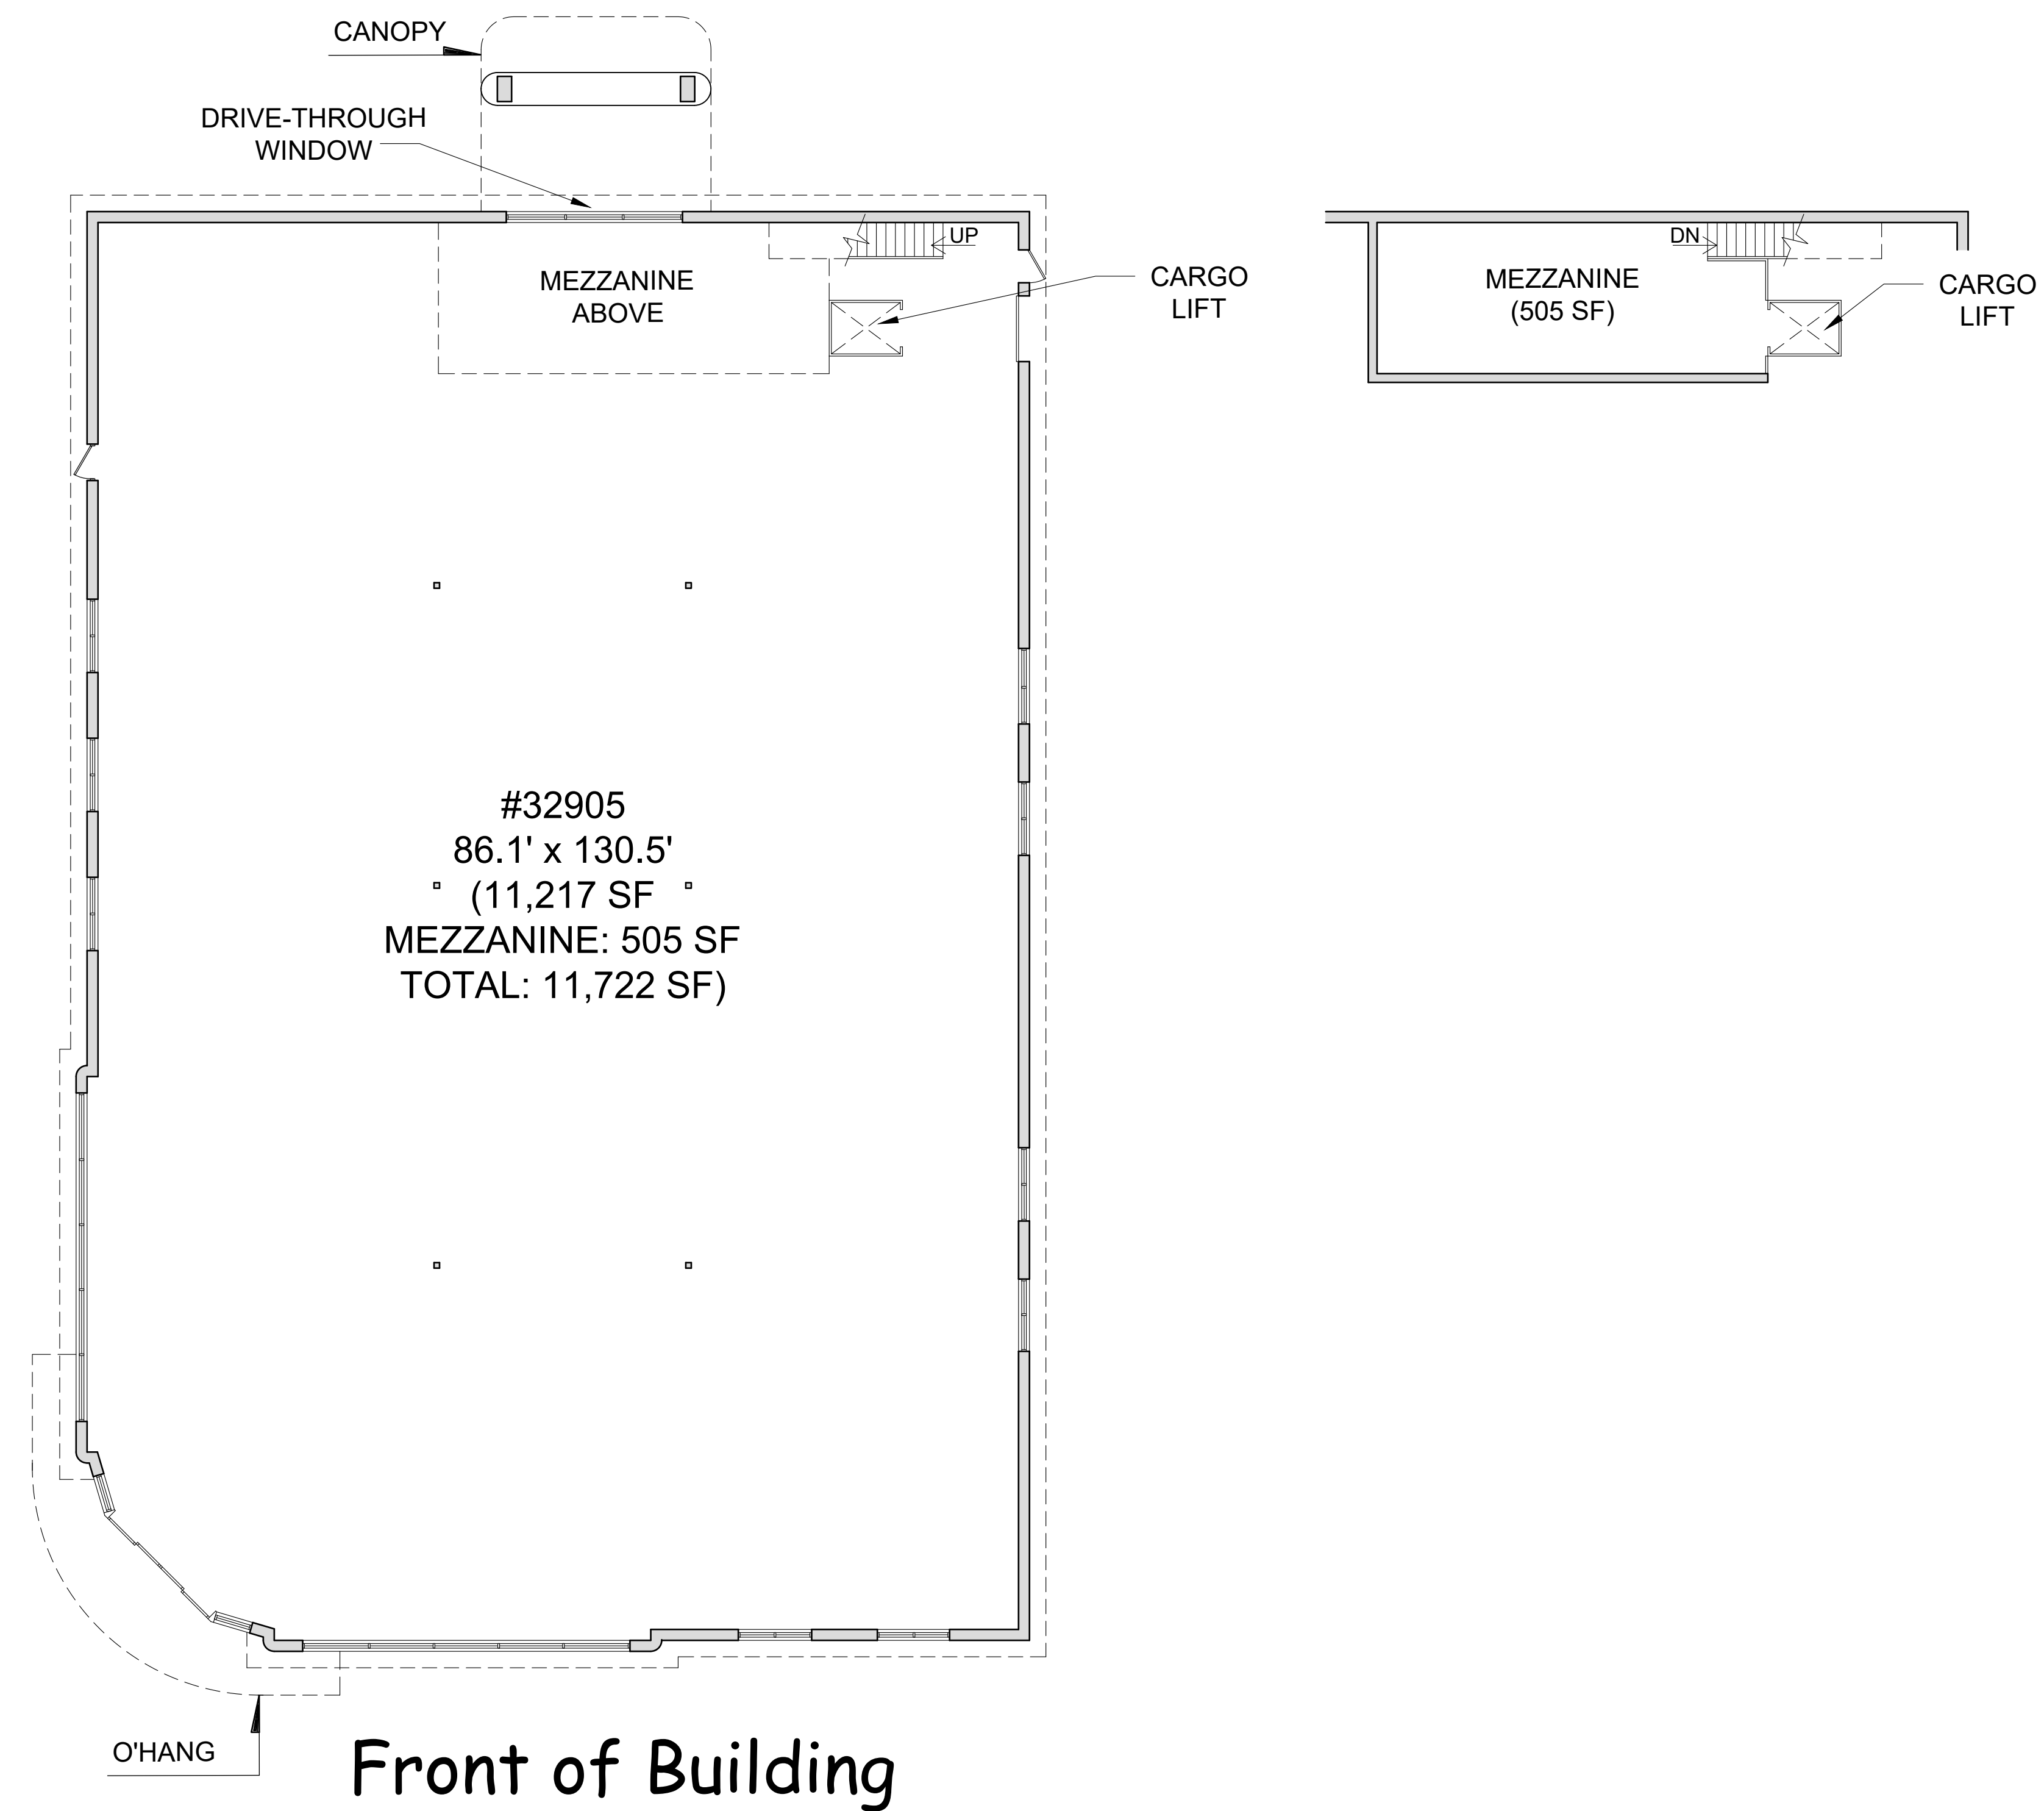 CANOPY
DRIVE-THROUGH
WINDOW
UP
MEZZANINE
ABOVE
CARGO
LIFT
DN
MEZZANINE
(505 SF)
CARGO
LIFT
#32905
86.1' x 130.5'
(11,217 SF
MEZZANINE: 505 SF
TOTAL: 11,722 SF)
O'HANG
Front of Building